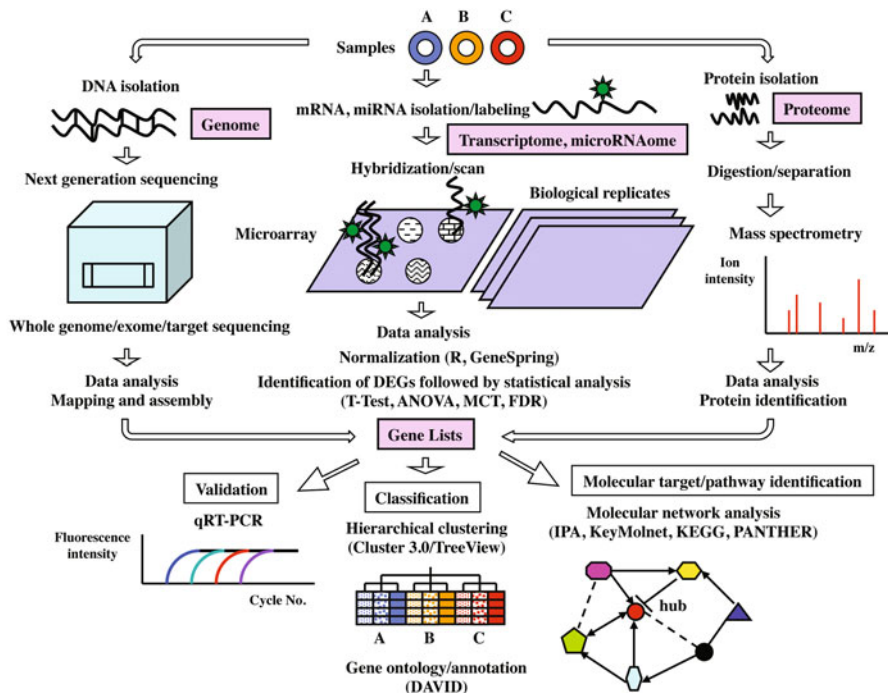 A B C
Samples
DNA isolation
Genome
Next generation sequencing
Whole genome/exome/target sequencing
Data analysis
Mapping and assembly
mRNA, miRNA isolation/labeling
Transcriptome, microRNAome
Hybridization/scan
Biological replicates
Microarray
Data analysis
Normalization (R, GeneSpring)
Identification of DEGs followed by statistical analysis
(T-Test, ANOVA, MCT, FDR)
Protein isolation
Proteome
Digestion/separation
Mass spectrometry
Ion
intensity
m/z
Data analysis
Protein identification
Gene Lists
Validation
qRT-PCR
Fluorescence
intensity
Cycle No.
Classification
Hierarchical clustering
(Cluster 3.0/TreeView)
A B C
Gene ontology/annotation
(DAVID)
Molecular target/pathway identification
Molecular network analysis
(IPA, KeyMolnet, KEGG, PANTHER)
hub